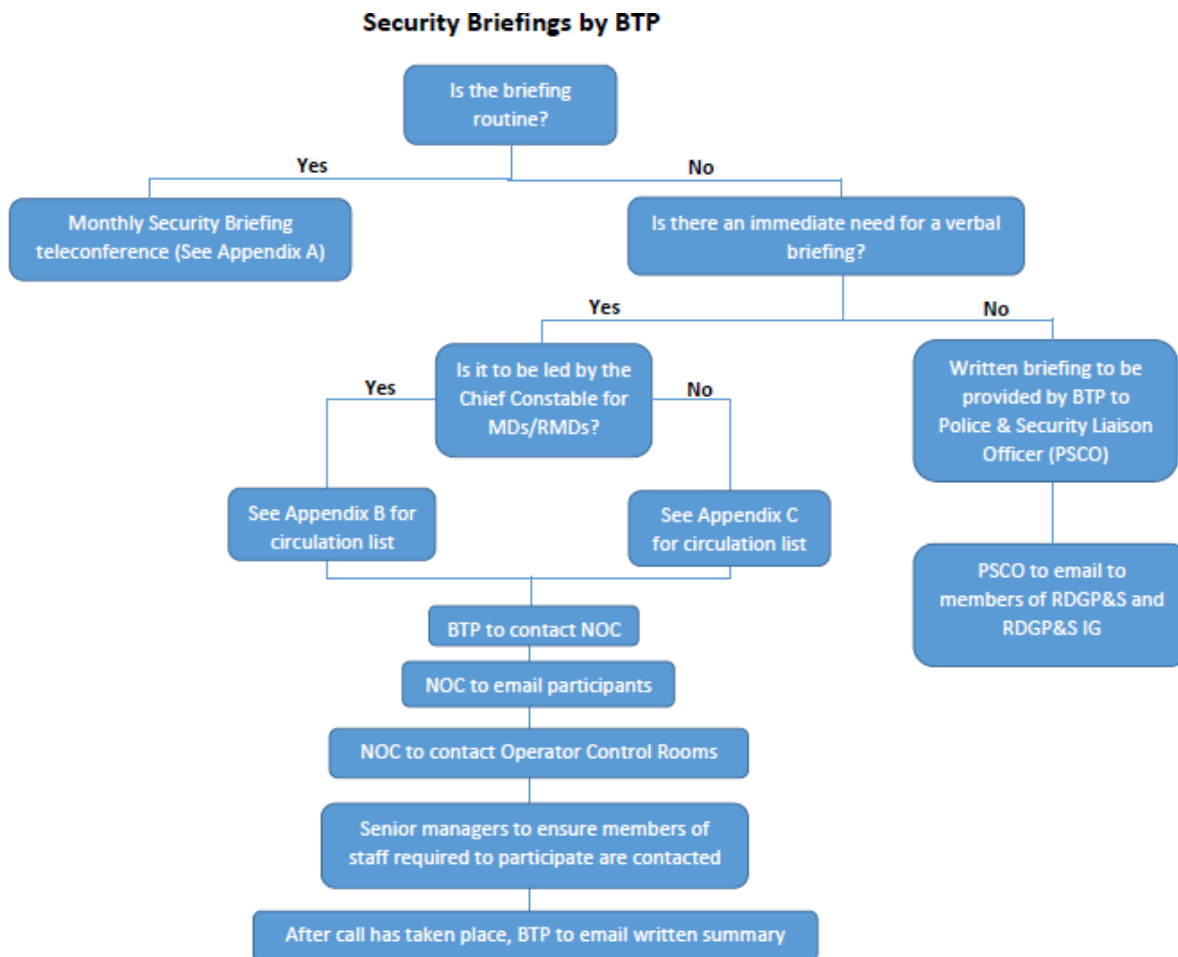 Security Briefings by BTP
Is the briefing
routine?
Yes
No
Monthly Security Briefing
teleconference (See Appendix A)
Is there an immediate need for a verbal
briefing?
Yes
No
Is it to be led by the
Chief Constable for
MDs/RMDs?
Yes
No
Written briefing to be
provided by BTP to
Police & Security Liaison
Officer (PSCO)
See Appendix B for
circulation list
See Appendix C
for circulation list
PSCO to email to
members of RDGP&S and
RDGP&S IG
BTP to contact NOC
NOC to email participants
NOC to contact Operator Control Rooms
Senior managers to ensure members of
staff required to participate are contacted
After call has taken place, BTP to email written summary